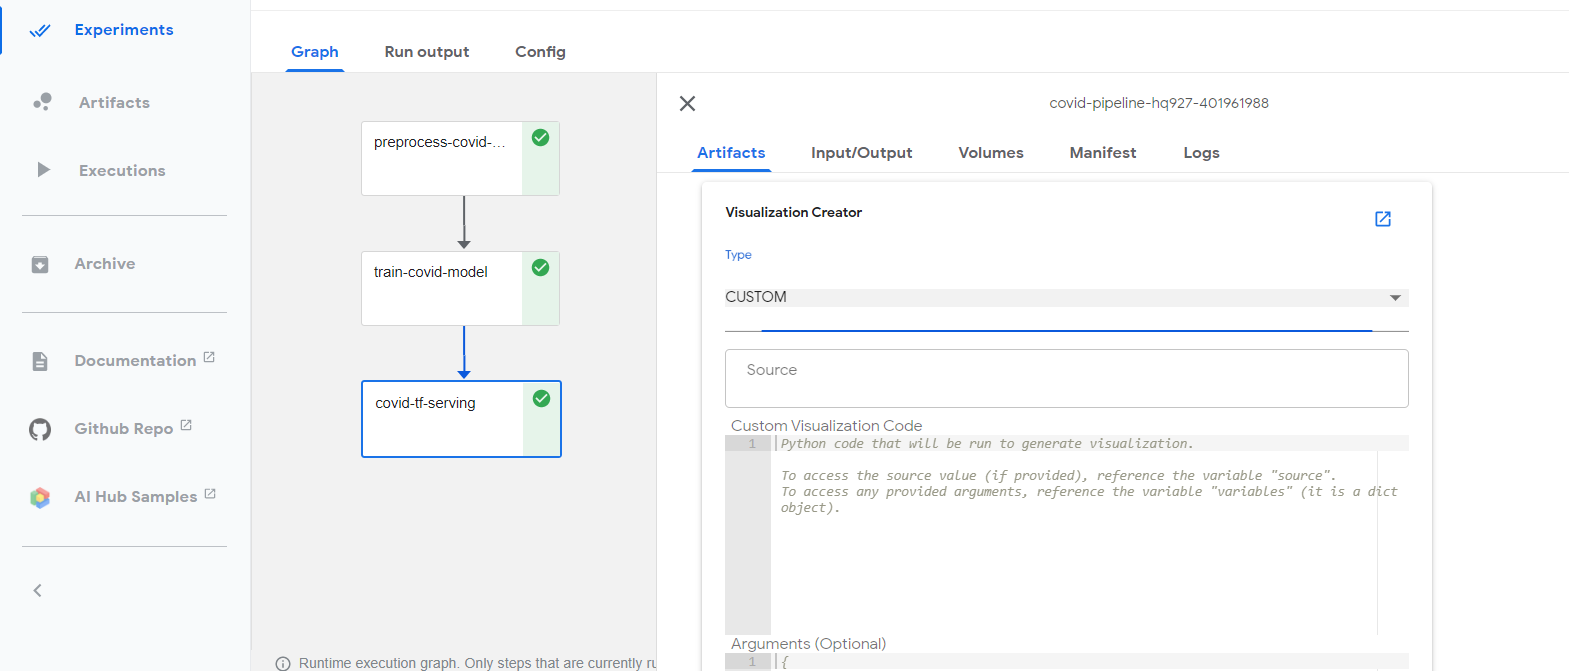 Experiments
Artifacts
Executions
Archive
Documentation
Github Repo
AI Hub Samples
Graph Run output Config
preprocess-covid-...
train-covid-model
covid-tf-serving
Runtime execution graph. Only steps that are currently ru
covid-pipeline-hq927-401961988
Artifacts Input/Output Volumes Manifest Logs
Visualization Creator
Type
CUSTOM
Source
Custom Visualization Code
1 Python code that will be run to generate visualization.
To access the source value (if provided), reference the variable "source".
To access any provided arguments, reference the variable "variables" (it is a dict
object).
Arguments (Optional)
1 {